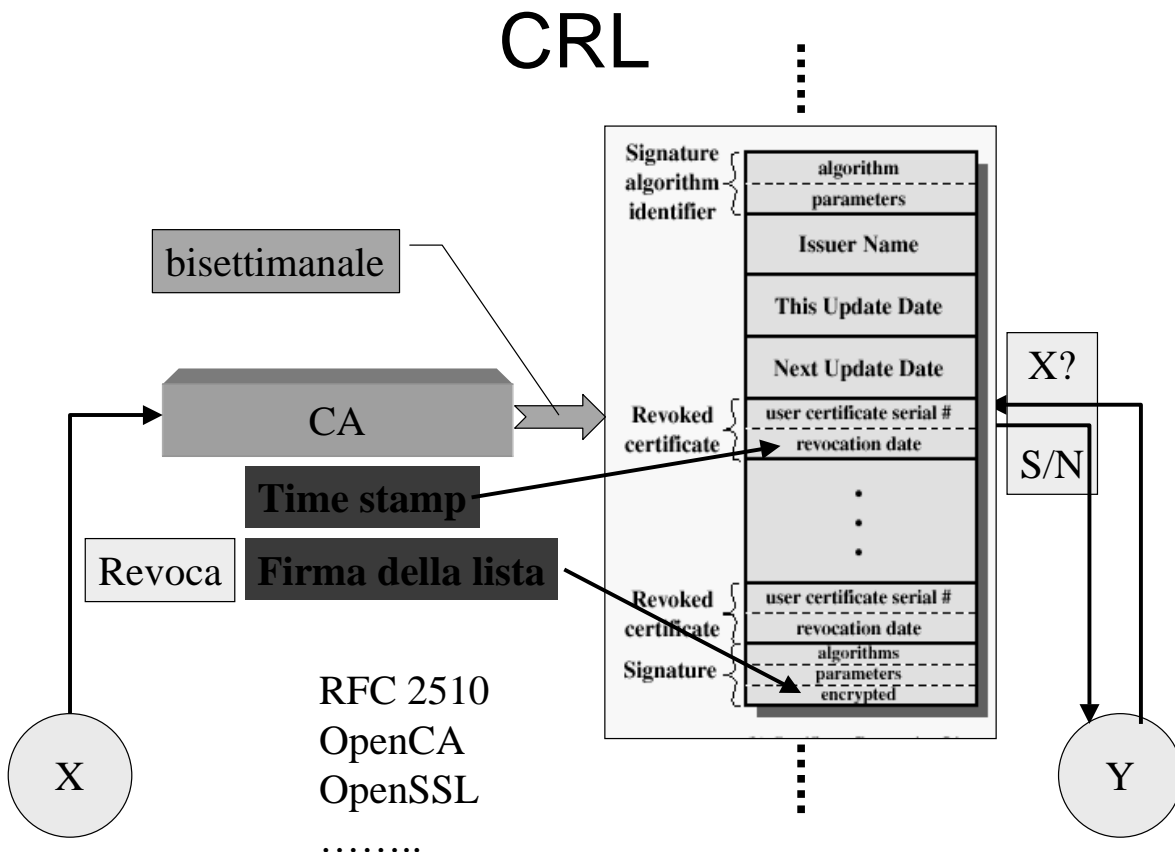 CRL
Signature
algorithm
identifier
algorithm
parameters
Issuer Name
This Update Date
Next Update Date
Revoked
certificate
user certificate serial #
revocation date
Revoked
certificate
user certificate serial #
revocation date
Signature
algorithms
parameters
encrypted
bisettimanale
CA
Time stamp
Revoca
Firma della lista
X?
S/N
RFC 2510
OpenCA
OpenSSL
……..
X
Y